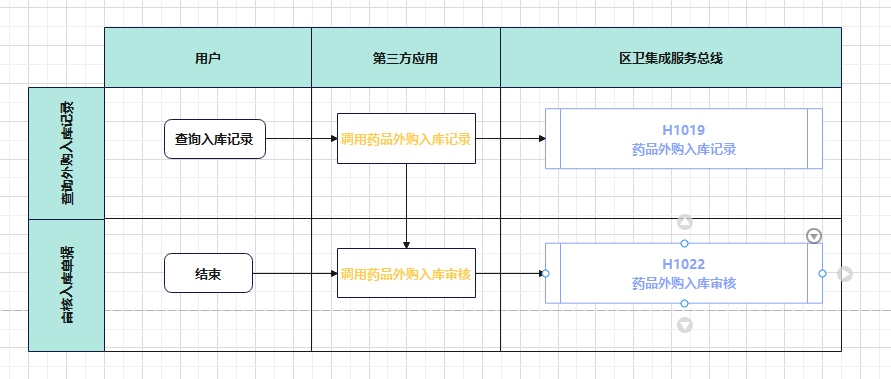 用户
第三方应用
区卫集成服务总线
查询外购入库记录
查询入库记录
调用药品外购入库记录
H1019
药品外购入库记录
审核入库单据
结束
调用药品外购入库审核
H1022
药品外购入库审核